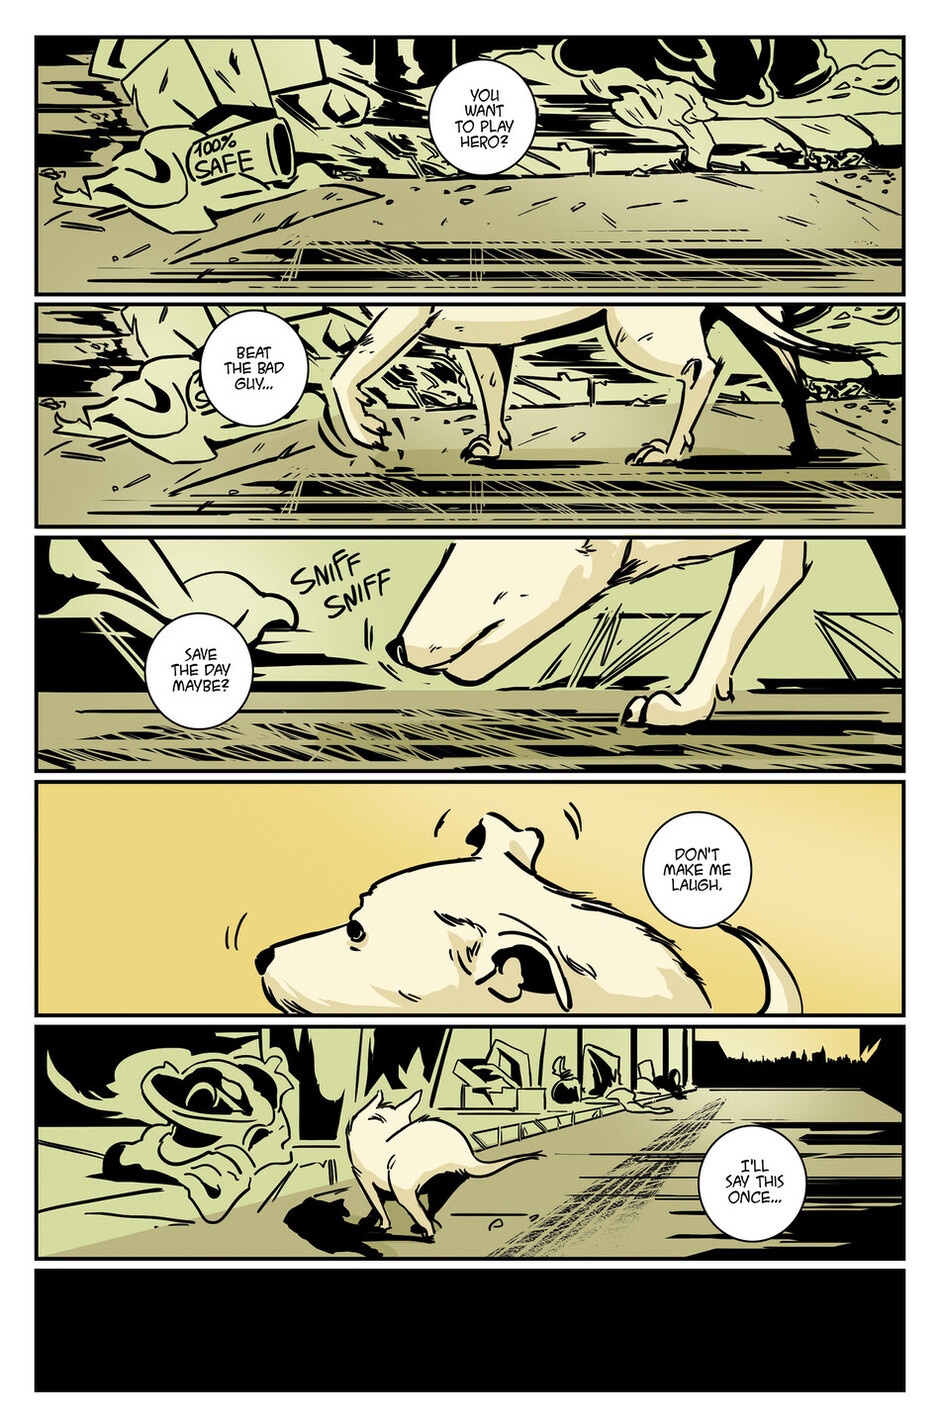 YOU
WANT
TO PLAY
HERO?
100%
SAFE
BEAT
THE BAD
GUY...
SNIFF
SNIFF
SAVE
THE DAY
MAYBE?
DON'T
MAKE ME
LAUGH.
I'LL
SAY THIS
ONCE...